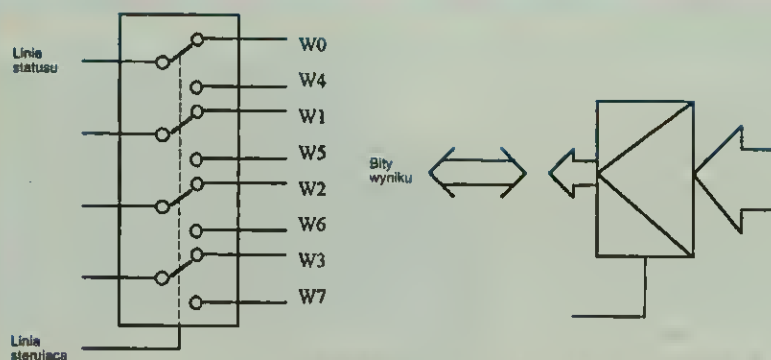 Linia
statusu
W0
W4
W1
W5
W2
W6
W3
W7
Linia
sterująca
Bity
wyniku